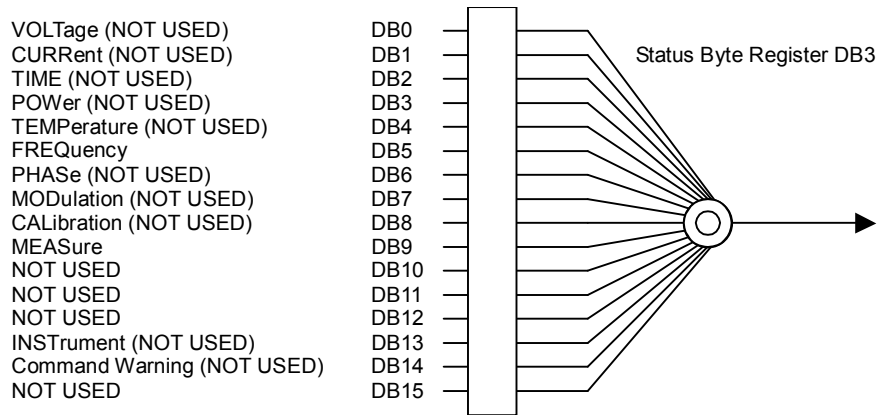 VOLTage (NOT USED) DB0
CURRent (NOT USED) DB1 Status Byte Register DB3
TIME (NOT USED) DB2
POWer (NOT USED) DB3
TEMPerature (NOT USED) DB4
FREQuency DB5
PHASe (NOT USED) DB6
MODulation (NOT USED) DB7
CALibration (NOT USED) DB8
MEASure DB9
NOT USED DB10
NOT USED DB11
NOT USED DB12
INSTrument (NOT USED) DB13
Command Warning (NOT USED) DB14
NOT USED DB15